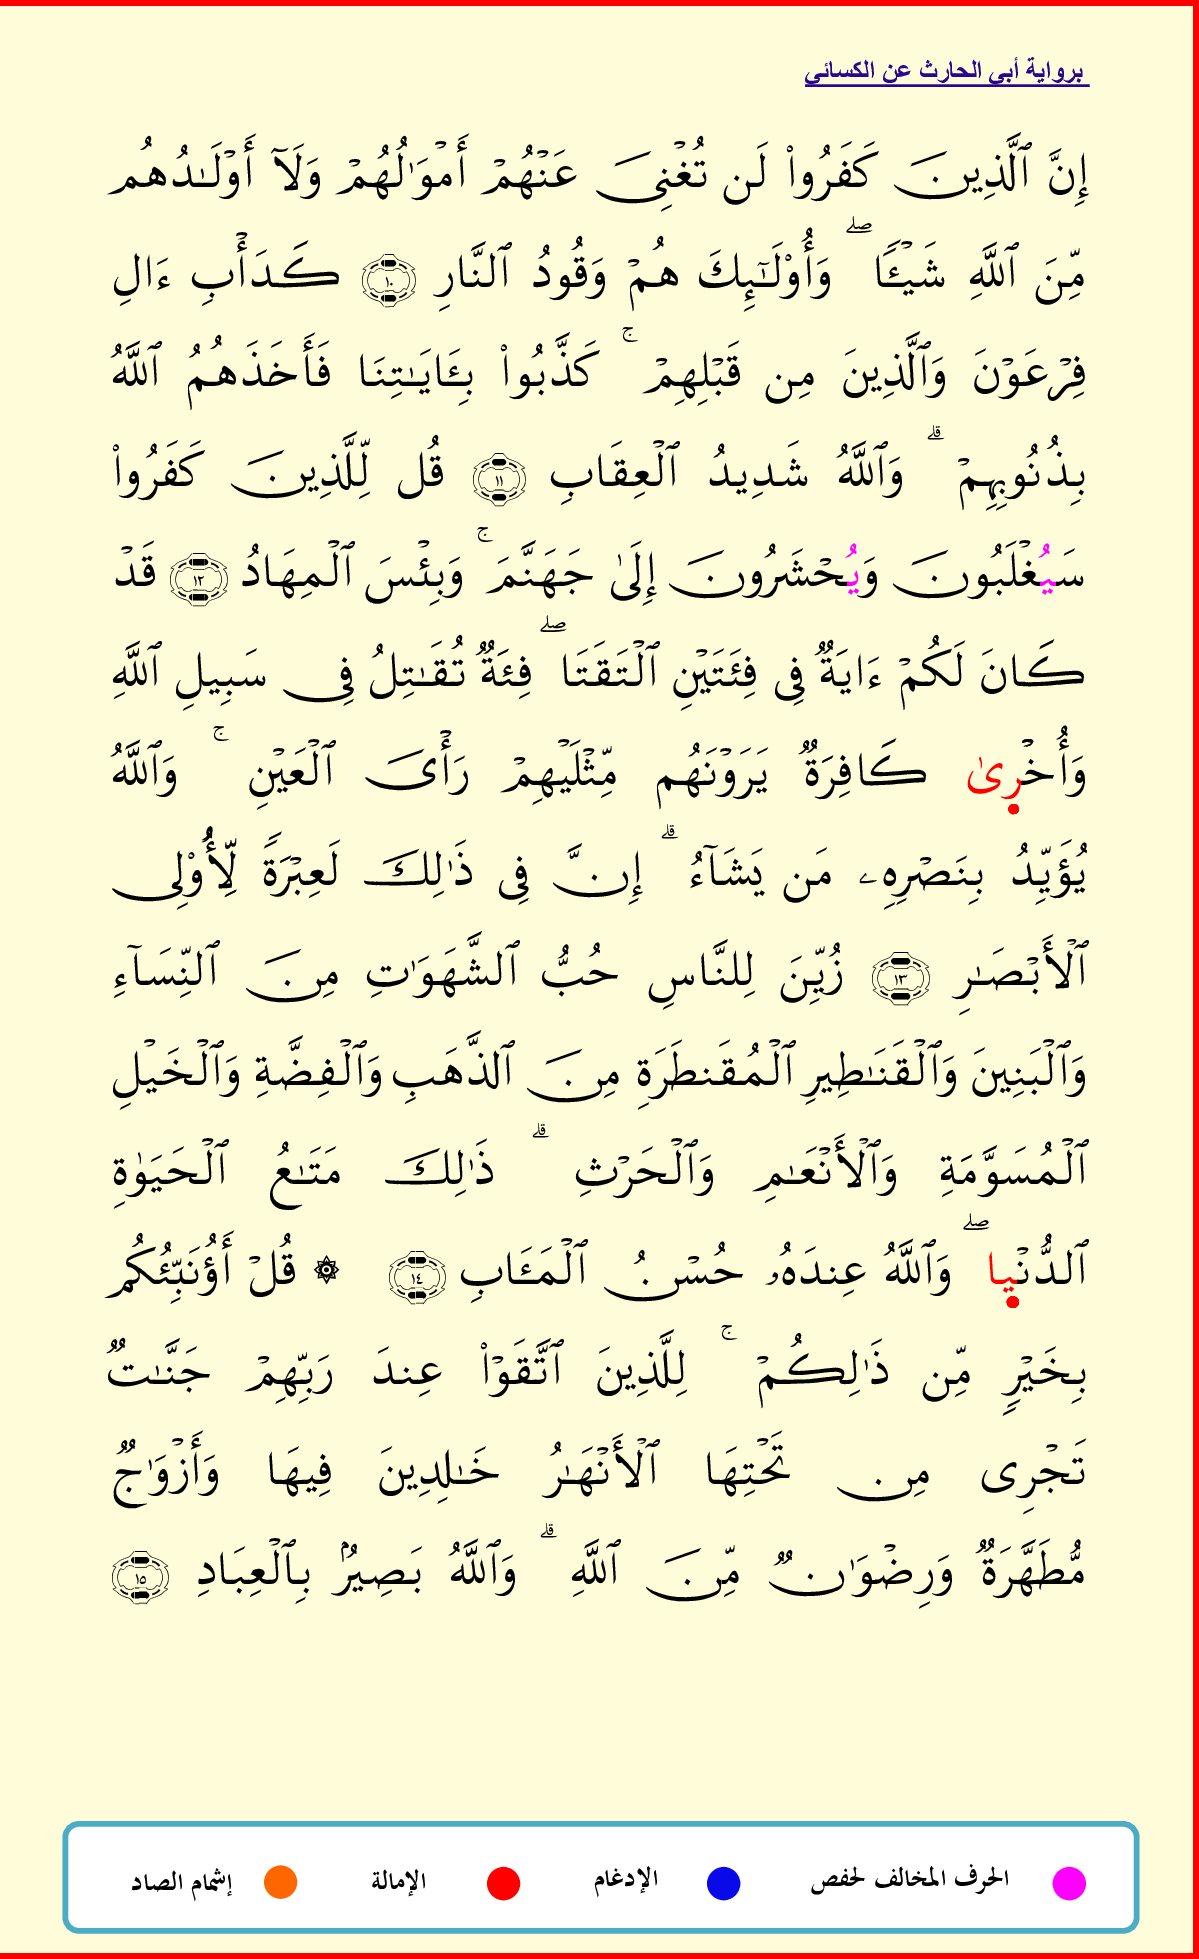 برواية أبي الحارث عن الكسائي
إِنَّ ٱلَّذِينَ كَفَرُوا۟ لَن تُغْنِىَ عَنْهُمْ أَمْوَٰلُهُمْ وَلَآ أَوْلَـٰدُهُم
مِّنَ ٱللَّهِ شَيْـًٔا ۖ وَأُو۟لَـٰٓئِكَ هُمْ وَقُودُ ٱلنَّارِ ١٠ كَدَأْبِ ءَالِ
فِرْعَوْنَ وَٱلَّذِينَ مِن قَبْلِهِمْ ۚ كَذَّبُوا۟ بِـَٔايَـٰتِنَا فَأَخَذَهُمُ ٱللَّهُ
بِذُنُوبِهِمْ ۗ وَٱللَّهُ شَدِيدُ ٱلْعِقَابِ ١١ قُل لِّلَّذِينَ كَفَرُوا۟
سَيُغْلَبُونَ وَيُحْشَرُونَ إِلَىٰ جَهَنَّمَ ۚ وَبِئْسَ ٱلْمِهَادُ ١٢ قَدْ
كَانَ لَكُمْ ءَايَةٌ فِى فِئَتَيْنِ ٱلْتَقَتَا ۖ فِئَةٌ تُقَـٰتِلُ فِى سَبِيلِ ٱللَّهِ
وَأُخْرِىٰ كَافِرَةٌ يَرَوْنَهُم مِّثْلَيْهِمْ رَأْىَ ٱلْعَيْنِ ۚ وَٱللَّهُ
يُؤَيِّدُ بِنَصْرِهِۦ مَن يَشَآءُ ۗ إِنَّ فِى ذَٰلِكَ لَعِبْرَةً لِّأُو۟لِى
ٱلْأَبْصَـٰرِ ١٣ زُيِّنَ لِلنَّاسِ حُبُّ ٱلشَّهَوَٰتِ مِنَ ٱلنِّسَآءِ
وَٱلْبَنِينَ وَٱلْقَنَـٰطِيرِ ٱلْمُقَنطَرَةِ مِنَ ٱلذَّهَبِ وَٱلْفِضَّةِ وَٱلْخَيْلِ
ٱلْمُسَوَّمَةِ وَٱلْأَنْعَـٰمِ وَٱلْحَرْثِ ۗ ذَٰلِكَ مَتَـٰعُ ٱلْحَيَوٰةِ
ٱلدُّنْيِا ۖ وَٱللَّهُ عِندَهُۥ حُسْنُ ٱلْمَـَٔابِ ١٤ ۞ قُلْ أَؤُنَبِّئُكُم
بِخَيْرٍ مِّن ذَٰلِكُمْ ۚ لِلَّذِينَ ٱتَّقَوْا۟ عِندَ رَبِّهِمْ جَنَّـٰتٌ
تَجْرِى مِن تَحْتِهَا ٱلْأَنْهَـٰرُ خَـٰلِدِينَ فِيهَا وَأَزْوَٰجٌ
مُّطَهَّرَةٌ وَرِضْوَٰنٌ مِّنَ ٱللَّهِ ۗ وَٱللَّهُ بَصِيرٌۢ بِٱلْعِبَادِ ١٥
الحرف المخالف لحفص الإدغام الإمالة إشمام الصاد